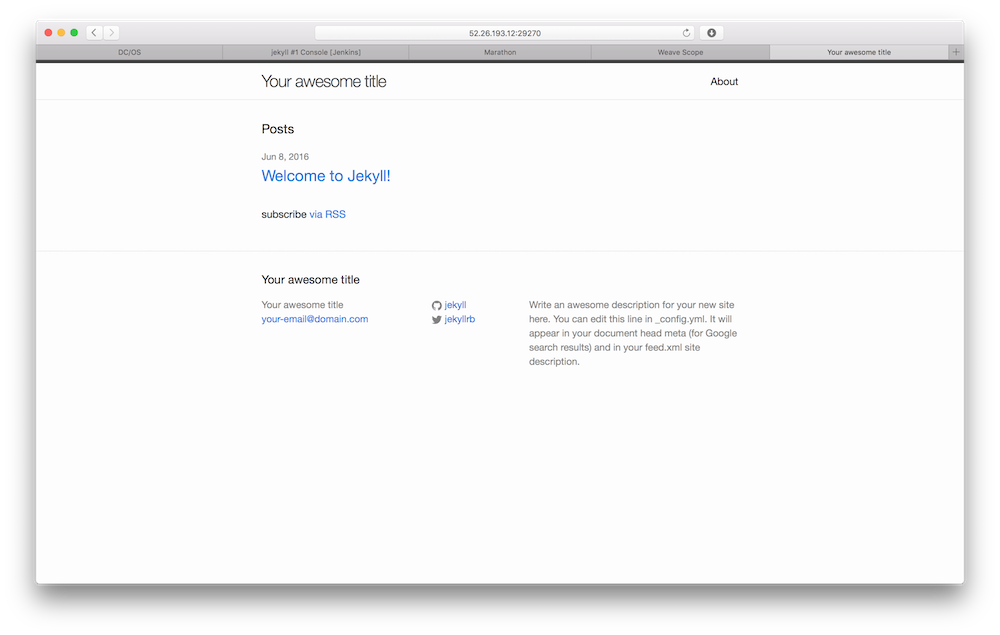 52.26.193.12:29270
DC/OS
jekyll #1 Console [Jenkins]
Marathon
Weave Scope
Your awesome title
Your awesome title
About
Posts
Jun 8, 2016
Welcome to Jekyll!
subscribe via RSS
Your awesome title
Your awesome title
your-email@domain.com
jekyll
jekyllrb
Write an awesome description for your new site
here. You can edit this line in _config.yml. It will
appear in your document head meta (for Google
search results) and in your feed.xml site
description.